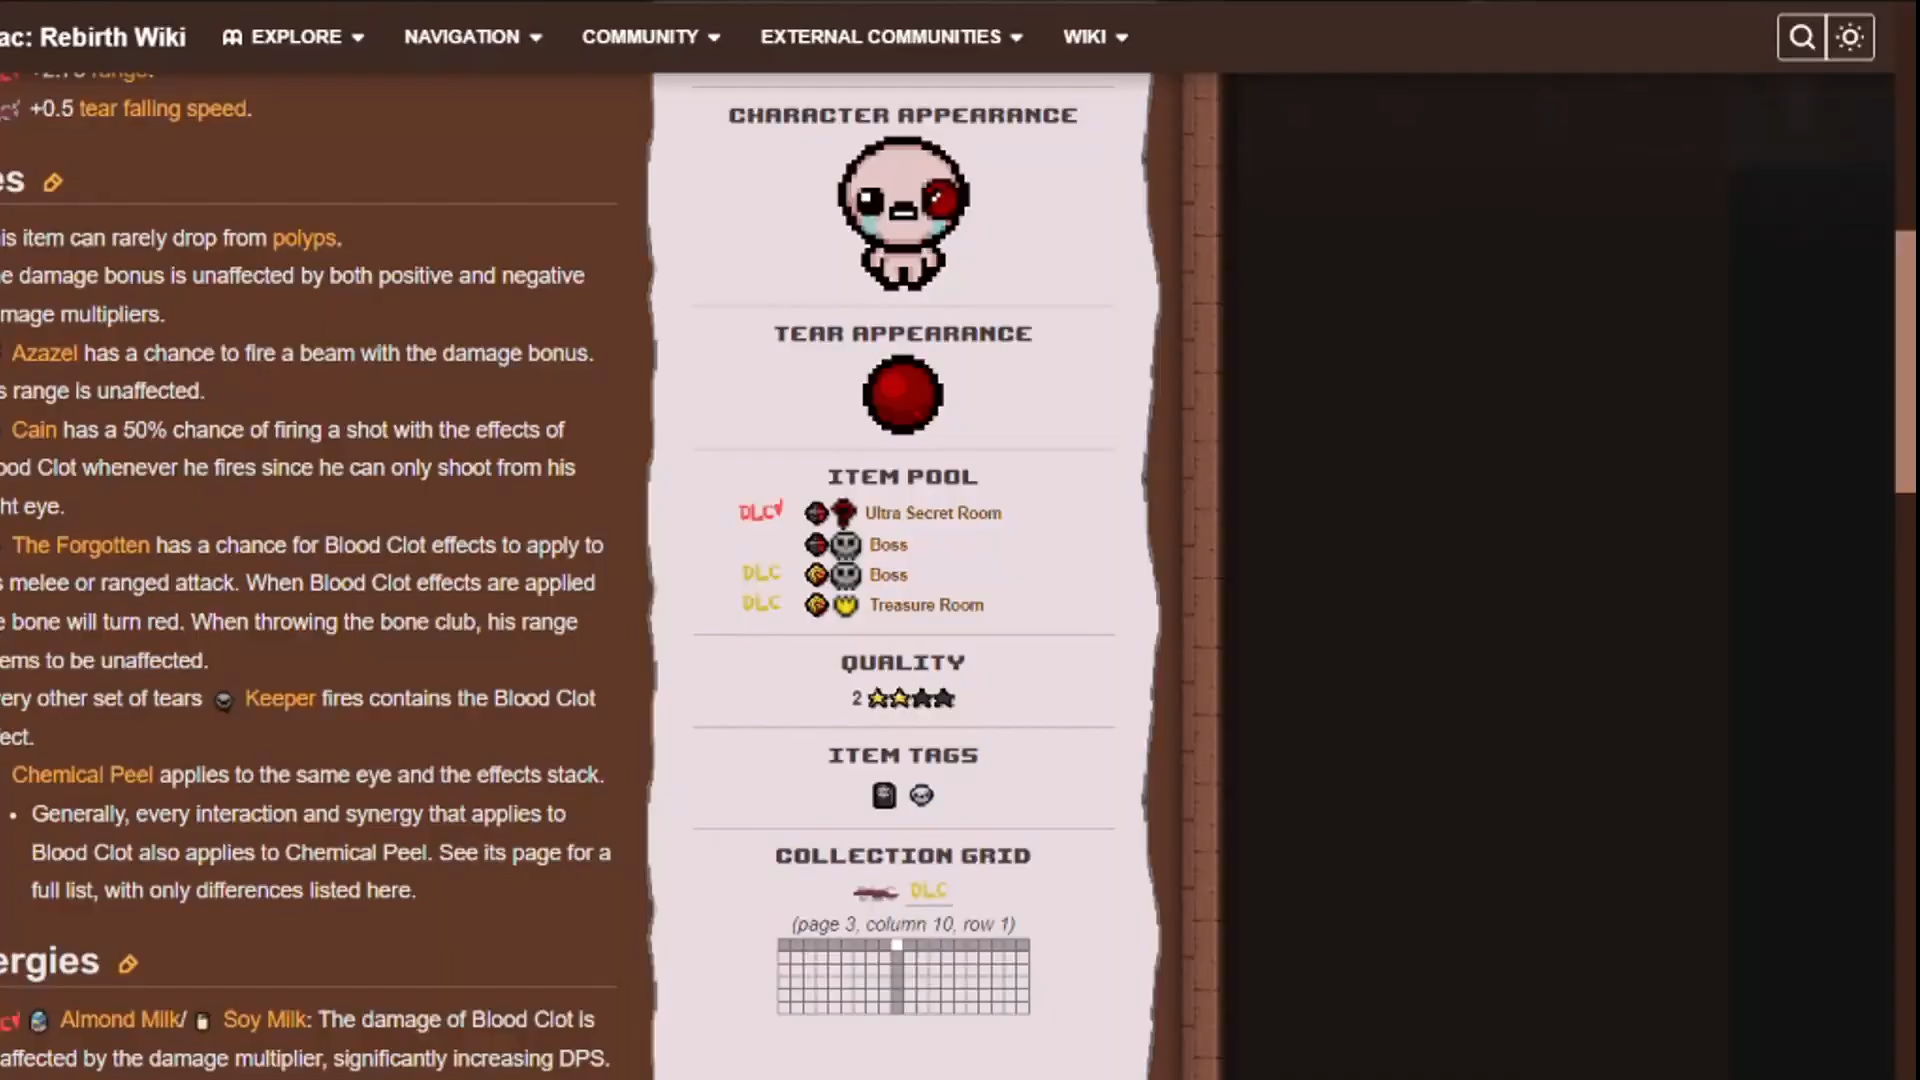 ac: Rebirth Wiki
EXPLORE
NAVIGATION
COMMUNITY
EXTERNAL COMMUNITIES
WIKI
range.
+0.5 tear falling speed.
es
is item can rarely drop from polyps.
e damage bonus is unaffected by both positive and negative
mage multipliers.
Azazel has a chance to fire a beam with the damage bonus.
s range is unaffected.
Cain has a 50% chance of firing a shot with the effects of
ood Clot whenever he fires since he can only shoot from his
ht eye.
The Forgotten has a chance for Blood Clot effects to apply to
s melee or ranged attack. When Blood Clot effects are applied
e bone will turn red. When throwing the bone club, his range
ems to be unaffected.
very other set of tears Keeper fires contains the Blood Clot
fect.
Chemical Peel applies to the same eye and the effects stack.
• Generally, every interaction and synergy that applies to
Blood Clot also applies to Chemical Peel. See its page for a
full list, with only differences listed here.
ergies
Almond Milk/ Soy Milk: The damage of Blood Clot is
affected by the damage multiplier, significantly increasing DPS.
CHARACTER APPEARANCE
TEAR APPEARANCE
ITEM POOL
DLC Ultra Secret Room
Boss
DLC Boss
DLC Treasure Room
QUALITY
2
ITEM TAGS
COLLECTION GRID
DLC
(page 3, column 10, row 1)